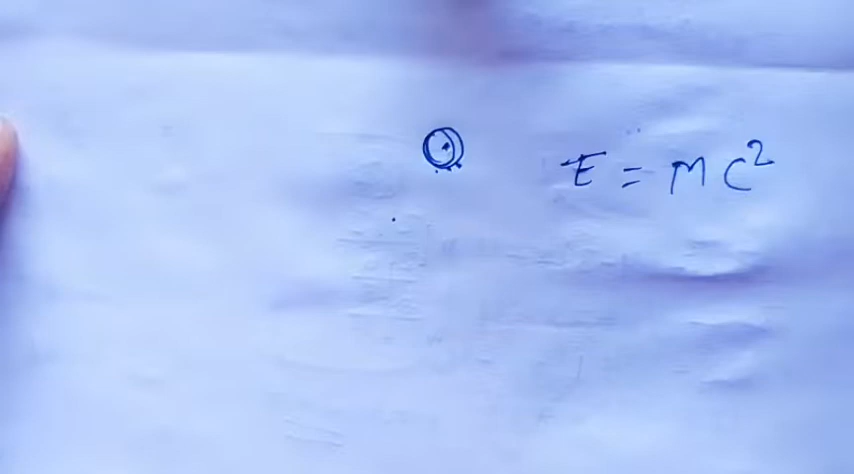 E = MC²